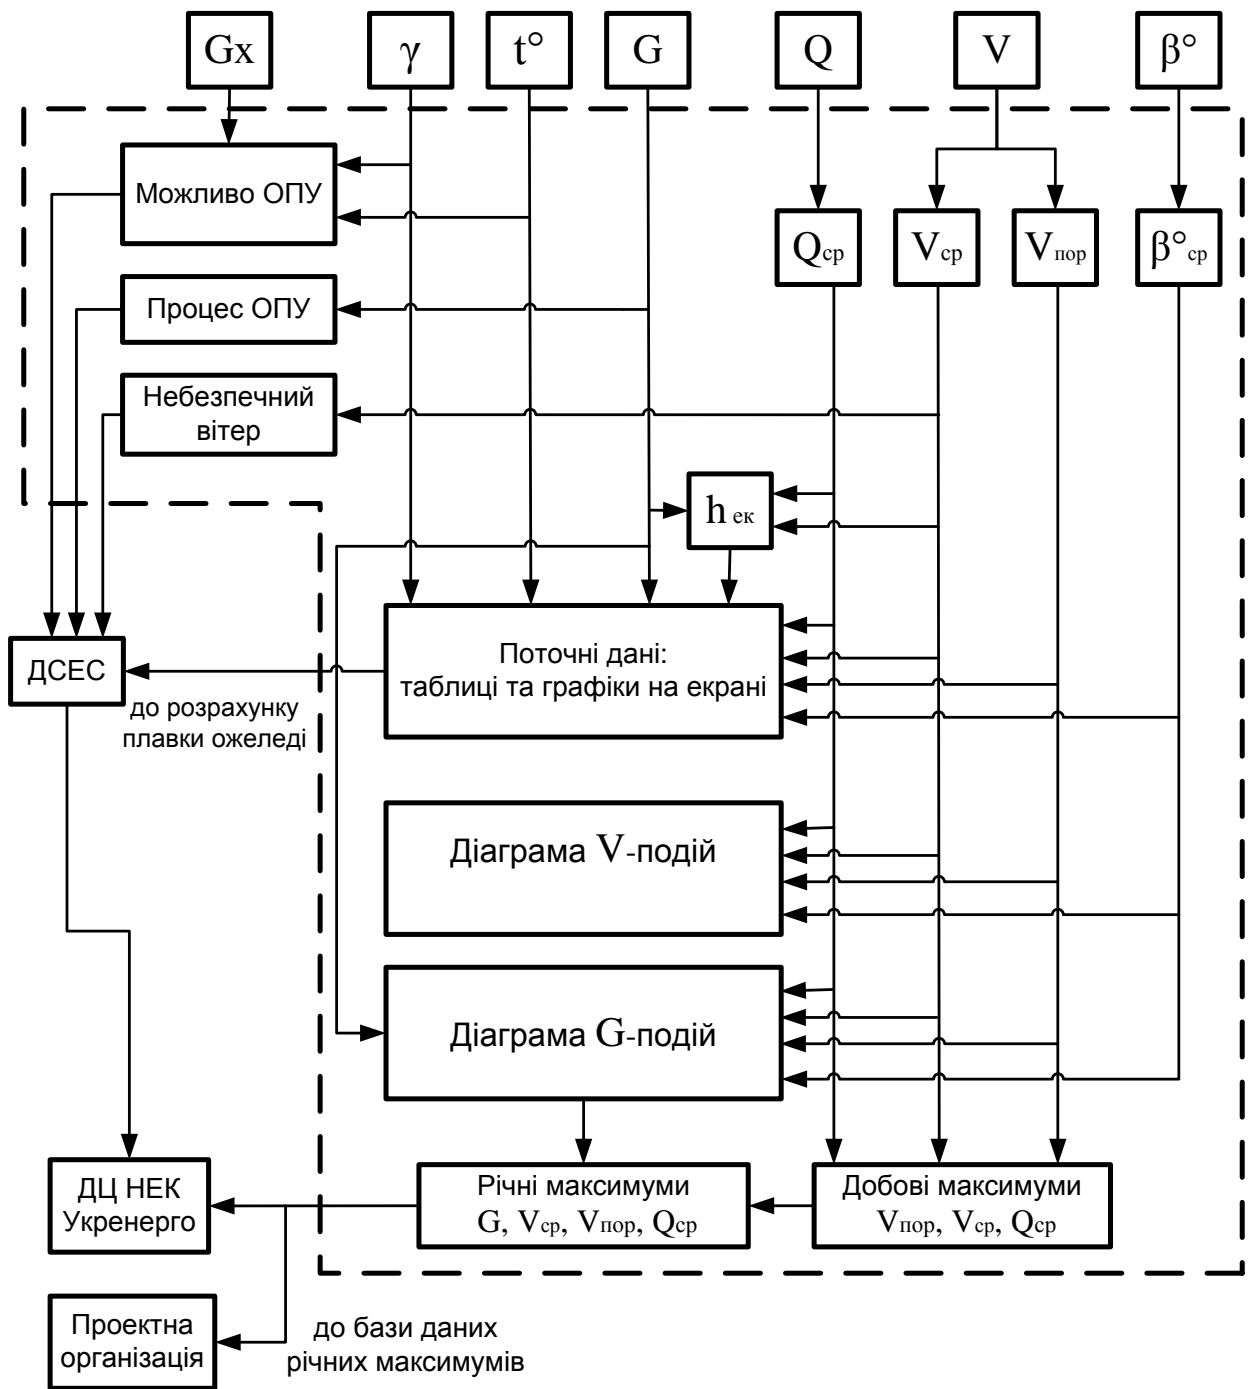 Gx
γ
t°
G
Q
V
β°
Можливо ОПУ
Qср
Vср
Vпор
β°ср
Процес ОПУ
Небезпечний
вітер
h ек
ДСЕС
Поточні дані:
таблиці та графіки на екрані
до розрахунку
плавки ожеледі
Діаграма V-подій
Діаграма G-подій
ДЦ НЕК
Укренерго
Річні максимуми
G, Vср, Vпор, Qср
Добові максимуми
Vпор, Vср, Qср
Проектна
організація
до бази даних
річних максимумів